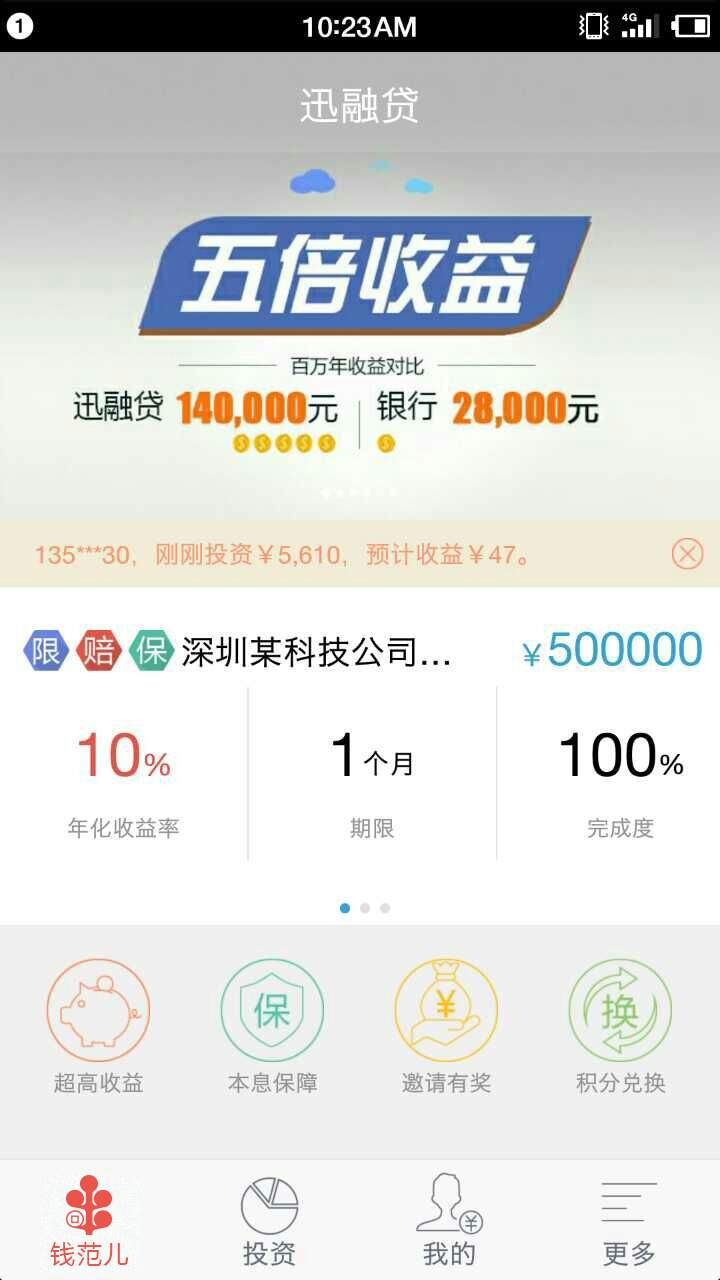 1
10:23AM
4G
迅融贷
五倍收益
百万年收益对比
迅融贷 140,000元 银行 28,000元
135***30，刚刚投资￥5,610，预计收益￥47。
限 赔 保 深圳某科技公司... ￥500000
10% 1个月 100%
年化收益率 期限 完成度
保 ¥ 换
超高收益 本息保障 邀请有奖 积分兑换
¥
钱范儿 投资 我的 更多